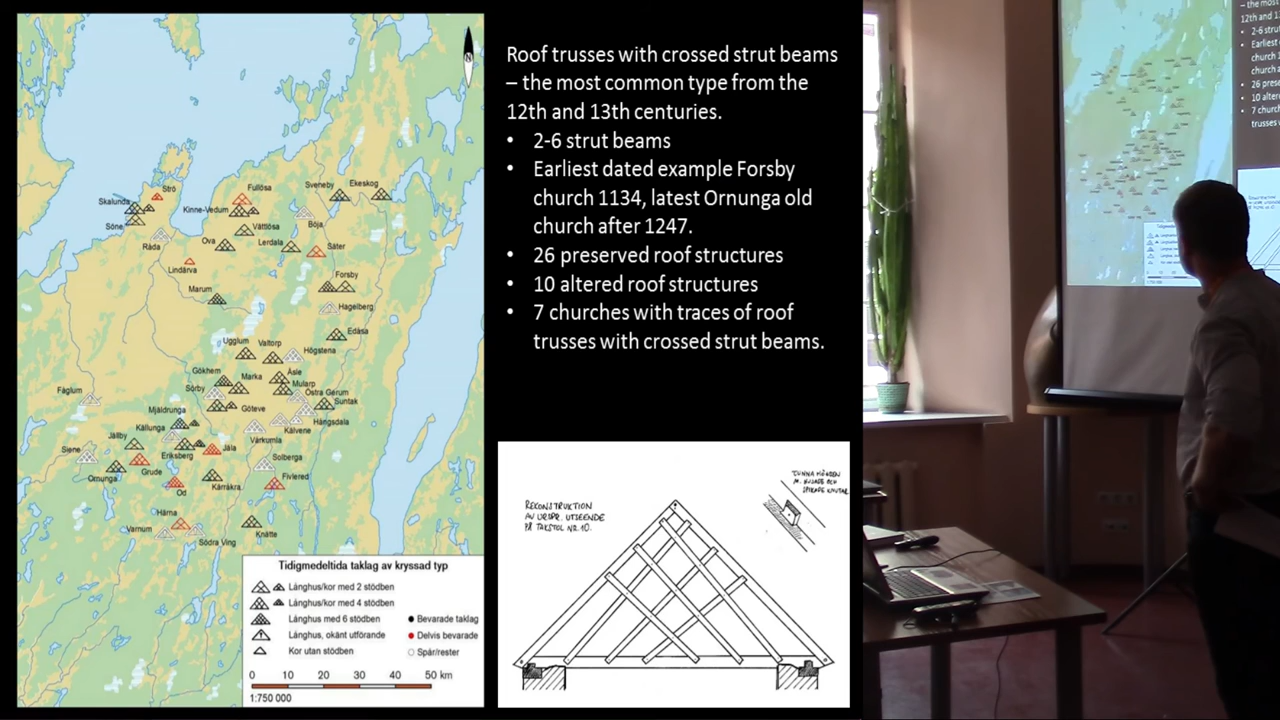 N
Roof trusses with crossed strut beams
– the most common type from the
12th and 13th centuries.
• 2-6 strut beams
• Earliest dated example Forsby
church 1134, latest Ornunga old
church after 1247.
• 26 preserved roof structures
• 10 altered roof structures
• 7 churches with traces of roof
trusses with crossed strut beams.
Skalunda
Stro
Söne
Råda
Fullösa
Kinne-Vedum
Vättlösa
Ova
Lerdala
Sveneby
Ekeskog
Böja
Säter
Lindärva
Marum
Forsby
Hagelberg
Edåsa
Ugglum
Valtorp
Högstena
Gökhem
Marka
Åsle
Mularp
Sörby
Östra Gerum
Suntak
Fåglum
Göteve
Hångsdala
Mjäldrunga
Källunga
Kälvene
Vårkumla
Jällby
Siene
Eriksberg
Jäla
Solberga
Ornunga
Grude
Od
Kärråkra
Fivlered
Härna
Varnum
Södra Ving
Knätte
Tidigmedeltida taklag av kryssad typ
Långhus/kor med 2 stödben
Långhus/kor med 4 stödben
Långhus med 6 stödben
Långhus, okänt utförande
Kor utan stödben
Bevarade taklag
Delvis bevarade
Spår/rester
0 10 20 30 40 50 km
1:750 000
REKONSTRUKTION
AV URSPR. UTSEENDE
PÅ TAKSTOL NR. 10.